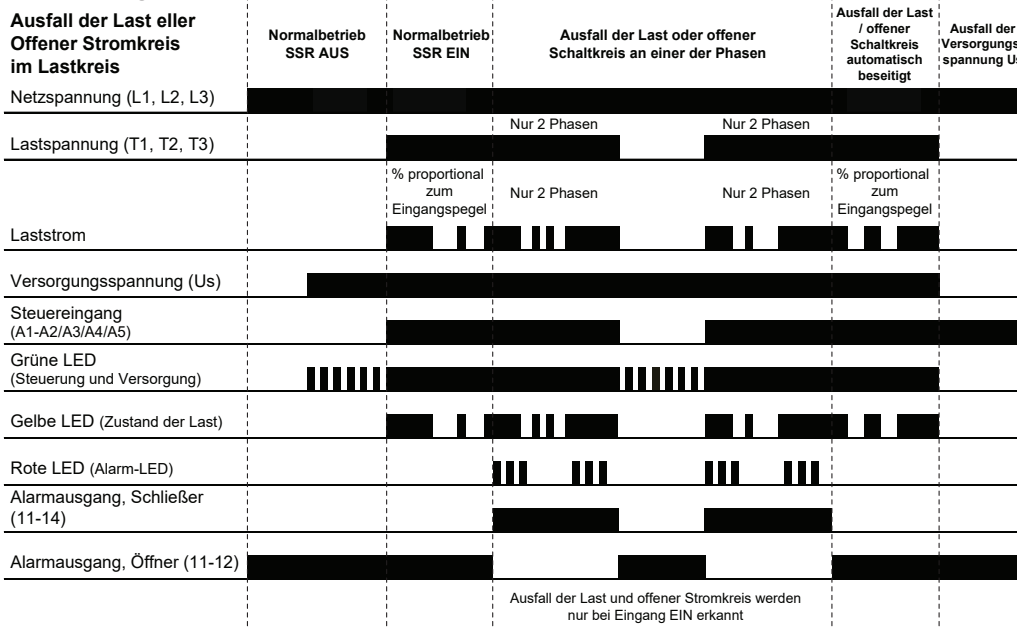 Ausfall der Last eller
Offener Stromkreis
im Lastkreis
Normalbetrieb
SSR AUS
Normalbetrieb
SSR EIN
Ausfall der Last oder offener
Schaltkreis an einer der Phasen
Ausfall der Last
/ offener
Schaltkreis
automatisch
beseitigt
Ausfall der
Versorgungs
spannung Us
Netzspannung (L1, L2, L3)
Nur 2 Phasen
Nur 2 Phasen
Lastspannung (T1, T2, T3)
% proportional
zum
Eingangspegel
Nur 2 Phasen
Nur 2 Phasen
% proportional
zum
Eingangspegel
Laststrom
Versorgungsspannung (Us)
Steuereingang
(A1-A2/A3/A4/A5)
Grüne LED
(Steuerung und Versorgung)
Gelbe LED (Zustand der Last)
Rote LED (Alarm-LED)
Alarmausgang, Schließer
(11-14)
Alarmausgang, Öffner (11-12)
Ausfall der Last und offener Stromkreis werden
nur bei Eingang EIN erkannt